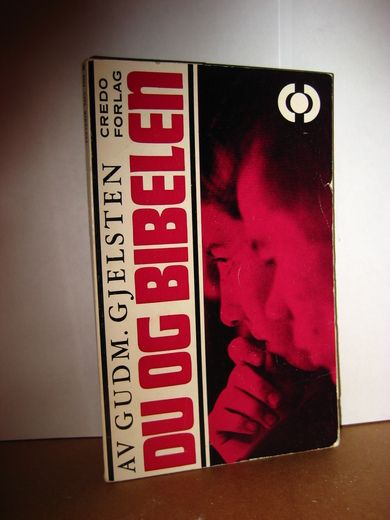 CREDO
FORLAG
AV GUDM. GJELSTEN
DU OG BIBELEN